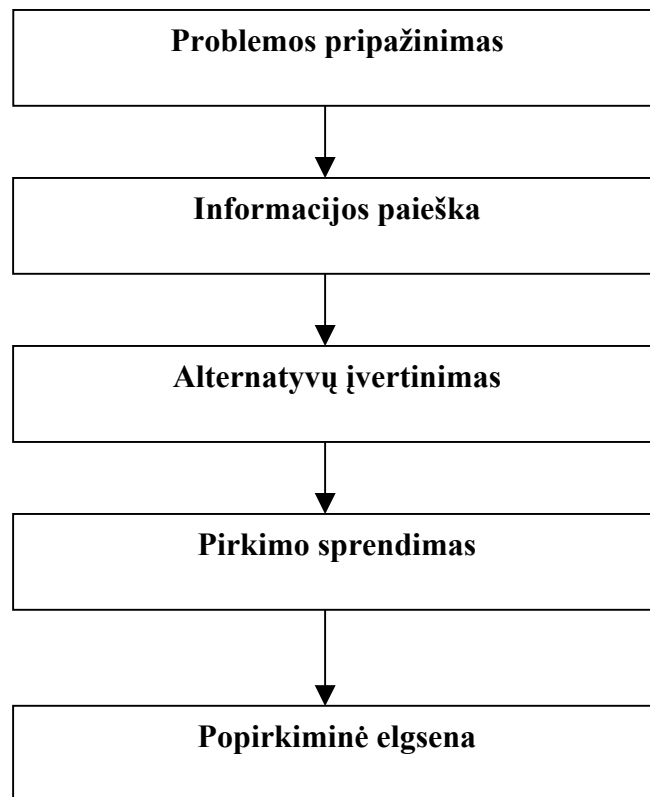 Problemos pripažinimas
Informacijos paieška
Alternatyvų įvertinimas
Pirkimo sprendimas
Popirkiminė elgsena